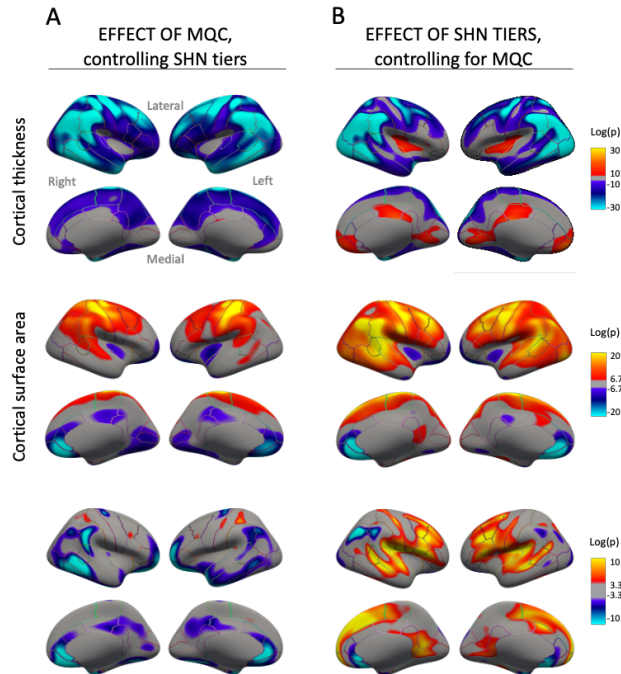 A
EFFECT OF MQC,
controlling SHN tiers
B
EFFECT OF SHN TIERS,
controlling for MQC
Cortical thickness
Lateral
Right
Left
Medial
Log(p)
30
10
-10
-30
Cortical surface area
Log(p)
20
6.7
-6.7
-20
Log(p)
10
3.3
-3.3
-10